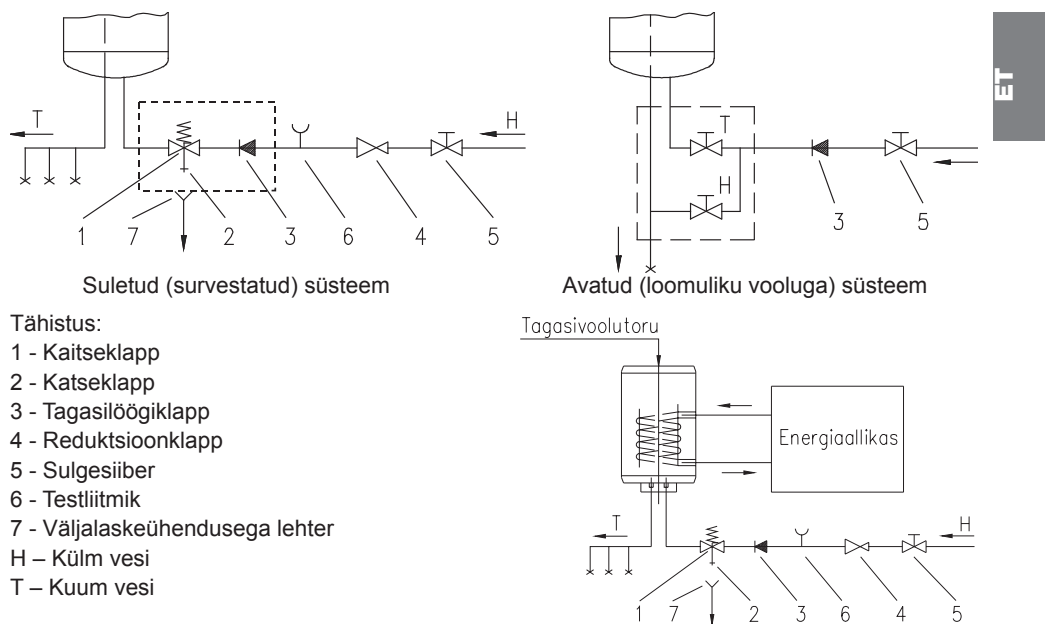 ET
T
H
1 7 2 3 6 4 5
Suletud (survestatud) süsteem
T
H
3 5
Avatud (loomuliku vooluga) süsteem
Tähistus:
1 - Kaitseklapp
2 - Katseklapp
3 - Tagasilöögiklapp
4 - Reduktsioonklapp
5 - Sulgesiiber
6 - Testliitmik
7 - Väljalaskeühendusega lehter
H – Külm vesi
T – Kuum vesi
Tagasivoolutoru
Energiaallikas
T
H
1 7 2 3 6 4 5